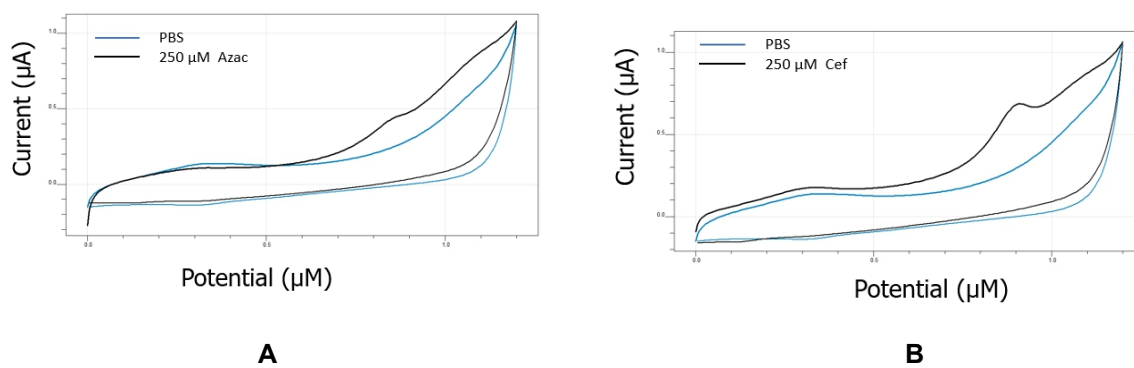 Current (µA)
1.0
0.5
0.0
PBS
250 µM Azac
0.0
0.5
1.0
Potential (µM)
A
Current (µA)
1.0
0.5
0.0
PBS
250 µM Cef
0.0
0.5
1.0
Potential (µM)
B